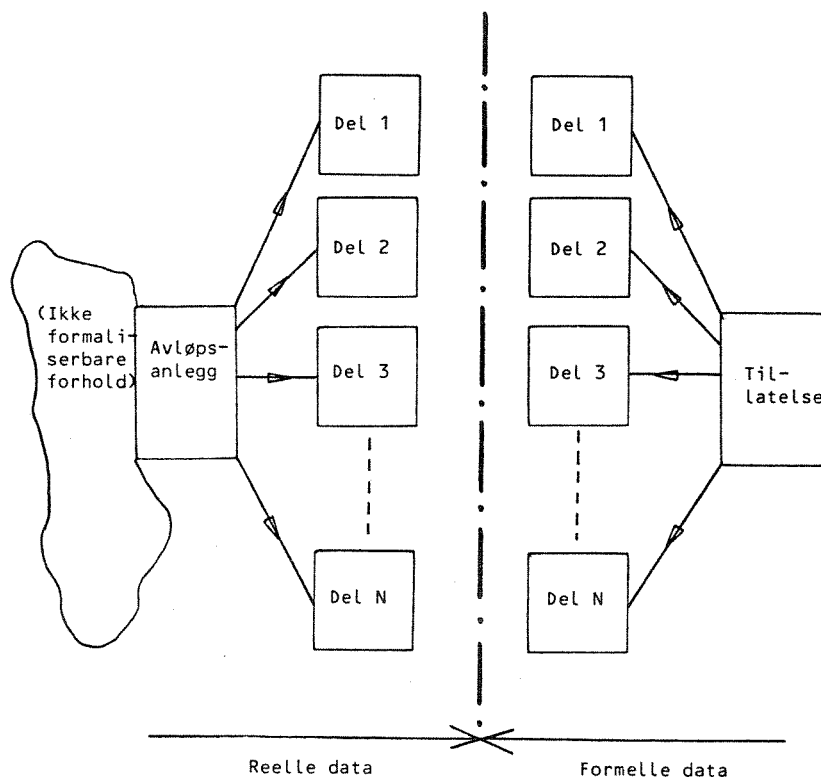 Del 1
Del 2
Del 3
Del N
(Ikke
formali-
serbare
forhold)
Avløps-
anlegg
Del 1
Del 2
Del 3
Del N
Til-
latelse
Reelle data
Formelle data